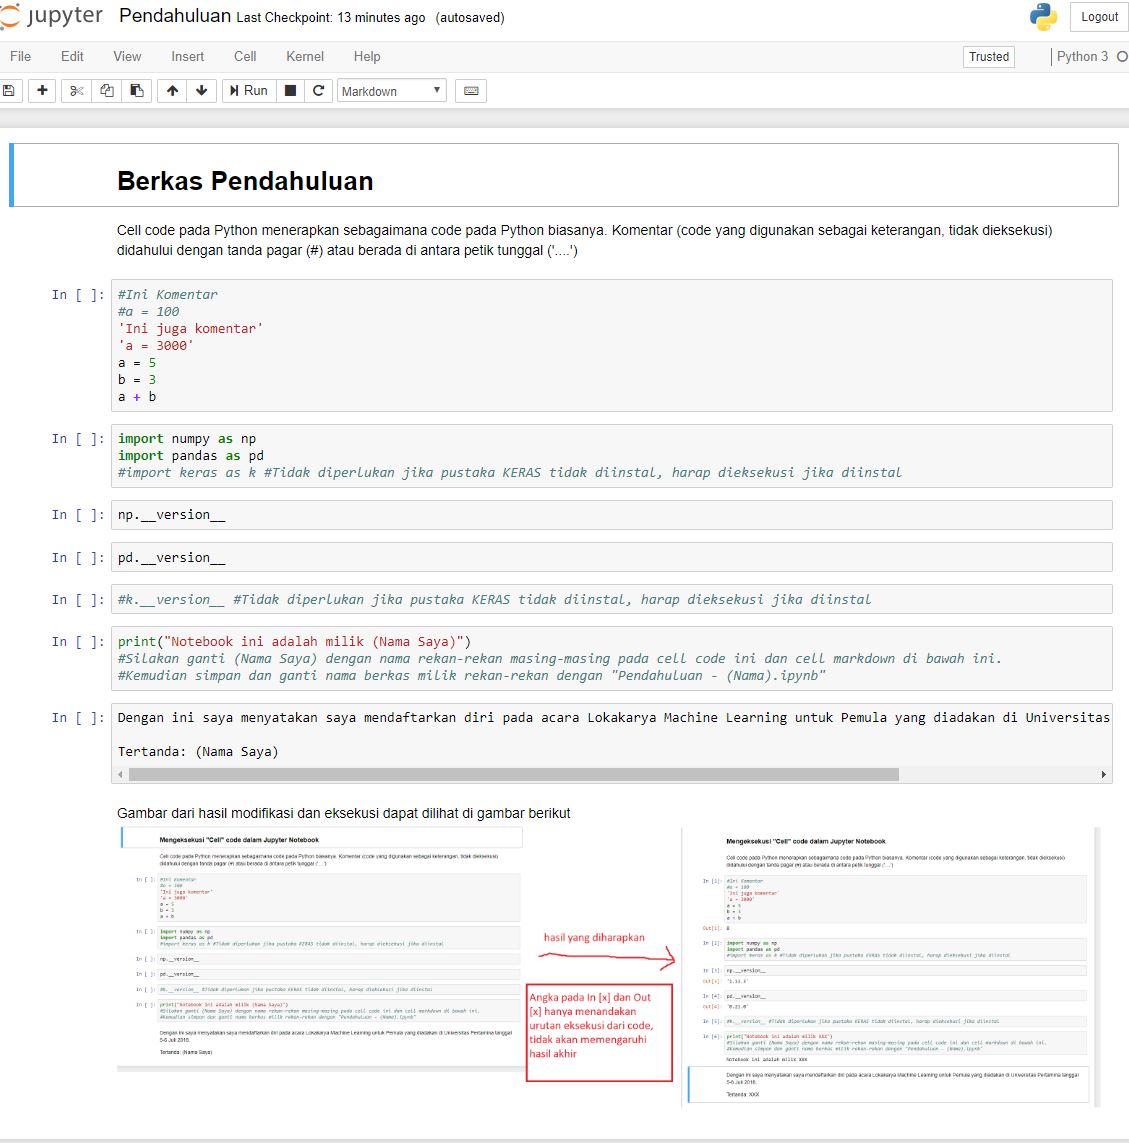 jupyter Pendahuluan Last Checkpoint: 13 minutes ago (autosaved)
Logout
File Edit View Insert Cell Kernel Help
Trusted
Python 3
Run
Markdown
Berkas Pendahuluan
Cell code pada Python menerapkan sebagaimana code pada Python biasanya. Komentar (code yang digunakan sebagai keterangan, tidak dieksekusi)
didahului dengan tanda pagar (#) atau berada di antara petik tunggal ('....')
In [ ]: #Ini Komentar
#a = 100
'Ini juga komentar'
'a = 3000'
a = 5
b = 3
a + b
In [ ]: import numpy as np
import pandas as pd
#import keras as k #Tidak diperlukan jika pustaka KERAS tidak diinstal, harap dieksekusi jika diinstal
In [ ]: np.__version__
In [ ]: pd.__version__
In [ ]: #k.__version__ #Tidak diperlukan jika pustaka KERAS tidak diinstal, harap dieksekusi jika diinstal
In [ ]: print("Notebook ini adalah milik (Nama Saya)")
#Silakan ganti (Nama Saya) dengan nama rekan-rekan masing-masing pada cell code ini dan cell markdown di bawah ini.
#Kemudian simpan dan ganti nama berkas milik rekan-rekan dengan "Pendahuluan - (Nama).ipynb"
In [ ]: Dengan ini saya menyatakan saya mendaftarkan diri pada acara Lokakarya Machine Learning untuk Pemula yang diadakan di Universitas
Tertanda: (Nama Saya)
Gambar dari hasil modifikasi dan eksekusi dapat dilihat di gambar berikut
Mengeksekusi "Cell" code dalam Jupyter Notebook
Cell code pada Python menerapkan sebagaimana code pada Python biasanya. Komentar (code yang digunakan sebagai keterangan, tidak dieksekusi)
didahului dengan tanda pagar (#) atau berada di antara petik tunggal ('....')
In [ ]: #Ini Komentar
#a = 100
'Ini juga komentar'
'a = 3000'
a = 5
b = 3
a + b
In [ ]: import numpy as np
import pandas as pd
#import keras as k #Tidak diperlukan jika pustaka KERAS tidak diinstal, harap dieksekusi jika diinstal
In [ ]: np.__version__
In [ ]: pd.__version__
In [ ]: #k.__version__ #Tidak diperlukan jika pustaka KERAS tidak diinstal, harap dieksekusi jika diinstal
In [ ]: print("Notebook ini adalah milik (Nama Saya)")
#Silakan ganti (Nama Saya) dengan nama rekan-rekan masing-masing pada cell code ini dan cell markdown di bawah ini.
#Kemudian simpan dan ganti nama berkas milik rekan-rekan dengan "Pendahuluan - (Nama).ipynb"
Dengan ini saya menyatakan saya mendaftarkan diri pada acara Lokakarya Machine Learning untuk Pemula yang diadakan di Universitas Pertamina tanggal
5-6 Juli 2018.
Tertanda: (Nama Saya)
hasil yang diharapkan
Angka pada In [x] dan Out
[x] hanya menandakan
urutan eksekusi dari code,
tidak akan memengaruhi
hasil akhir
Mengeksekusi "Cell" code dalam Jupyter Notebook
Cell code pada Python menerapkan sebagaimana code pada Python biasanya. Komentar (code yang digunakan sebagai keterangan, tidak dieksekusi)
didahului dengan tanda pagar (#) atau berada di antara petik tunggal ('....')
In [1]: #Ini Komentar
#a = 100
'Ini juga komentar'
'a = 3000'
a = 5
b = 3
a + b
Out[1]: 8
In [2]: import numpy as np
import pandas as pd
#import keras as k #Tidak diperlukan jika pustaka KERAS tidak diinstal, harap dieksekusi jika diinstal
In [3]: np.__version__
Out[3]: '1.13.3'
In [4]: pd.__version__
Out[4]: '0.21.0'
In [5]: #k.__version__ #Tidak diperlukan jika pustaka KERAS tidak diinstal, harap dieksekusi jika diinstal
In [6]: print("Notebook ini adalah milik XXX")
#Silakan ganti (Nama Saya) dengan nama rekan-rekan masing-masing pada cell code ini dan cell markdown di bawah ini.
#Kemudian simpan dan ganti nama berkas milik rekan-rekan dengan "Pendahuluan - (Nama).ipynb"
Notebook ini adalah milik XXX
Dengan ini saya menyatakan saya mendaftarkan diri pada acara Lokakarya Machine Learning untuk Pemula yang diadakan di Universitas Pertamina tanggal
5-6 Juli 2018.
Tertanda: XXX